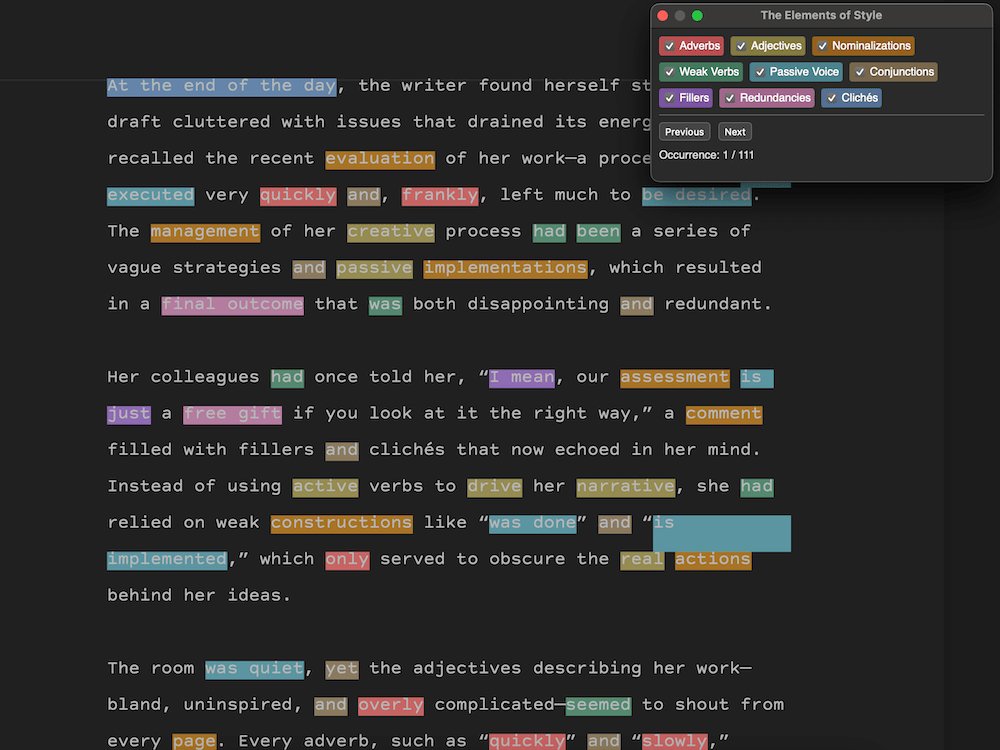 The Elements of Style
Adverbs Adjectives Nominalizations
Weak Verbs Passive Voice Conjunctions
Fillers Redundancies Clichés
Previous Next
Occurrence: 1 / 111
At the end of the day, the writer found herself
draft cluttered with issues that drained its
recalled the recent evaluation of her work—a
executed very quickly and, frankly, left much to be desired.
The management of her creative process had been a series of
vague strategies and passive implementations, which resulted
in a final outcome that was both disappointing and redundant.
Her colleagues had once told her, “I mean, our assessment is
just a free gift if you look at it the right way,” a comment
filled with fillers and clichés that now echoed in her mind.
Instead of using active verbs to drive her narrative, she had
relied on weak constructions like “was done” and “is
implemented,” which only served to obscure the real actions
behind her ideas.
The room was quiet, yet the adjectives describing her work—
bland, uninspired, and overly complicated—seemed to shout from
every page. Every adverb, such as “quickly” and “slowly,”